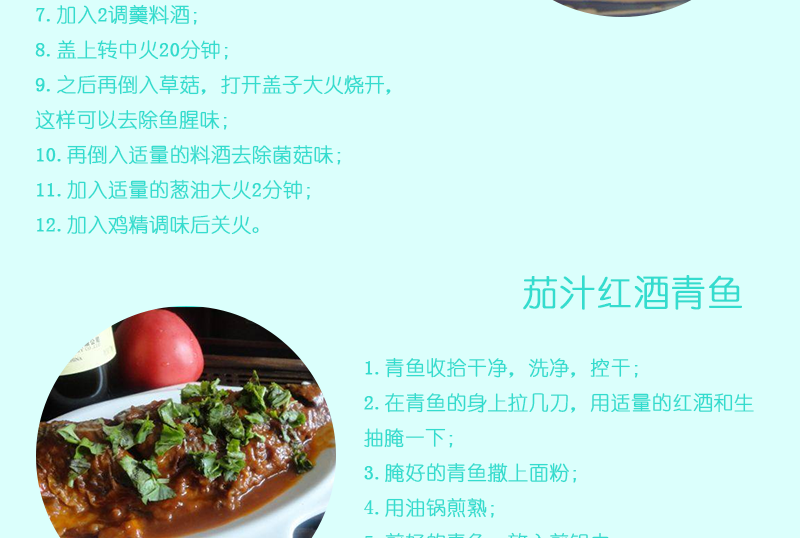 7.加入2调羹料酒;
8.盖上转中火20分钟;
9.之后再倒入草菇，打开盖子大火烧开，
这样可以去除鱼腥味;
10.再倒入适量的料酒去除菌菇味;
11.加入适量的葱油大火2分钟;
12.加入鸡精调味后关火。
茄汁红酒青鱼
1.青鱼收拾干净，洗净，控干;
2.在青鱼的身上拉几刀，用适量的红酒和生
抽腌一下;
3.腌好的青鱼撒上面粉;
4.用油锅煎熟;